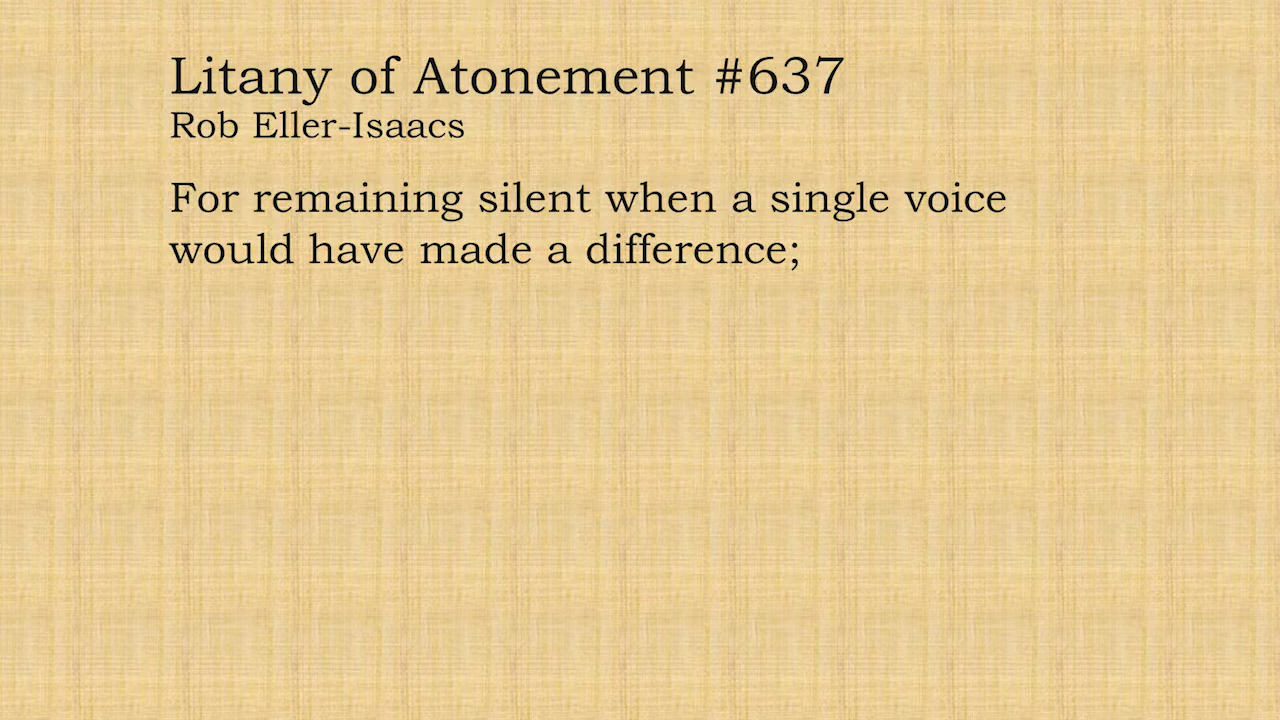 Litany of Atonement #637
Rob Eller-Isaacs
For remaining silent when a single voice
would have made a difference;